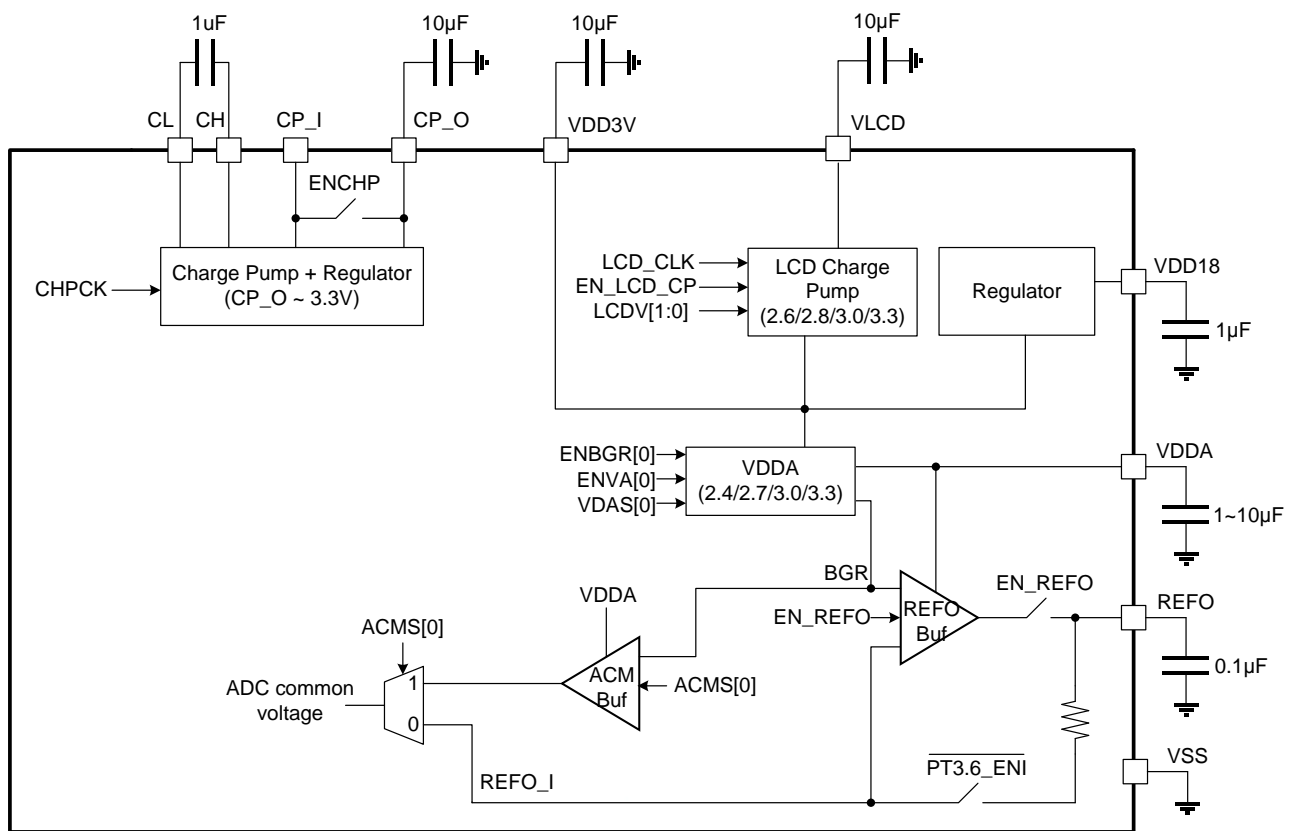 1uF
10µF
10µF
10µF
CL
CH
CP_I
CP_O
VDD3V
VLCD
ENCHP
Charge Pump + Regulator
(CP_O ~ 3.3V)
CHPCK
LCD_CLK
EN_LCD_CP
LCDV[1:0]
LCD Charge
Pump
(2.6/2.8/3.0/3.3)
Regulator
VDD18
1µF
ENBGR[0]
ENVA[0]
VDAS[0]
VDDA
(2.4/2.7/3.0/3.3)
VDDA
1~10µF
BGR
EN_REFO
REFO
Buf
EN_REFO
REFO
0.1µF
VDDA
ACMS[0]
ACM
Buf
ACMS[0]
ADC common
voltage
1
0
REFO_I
PT3.6_ENI
VSS